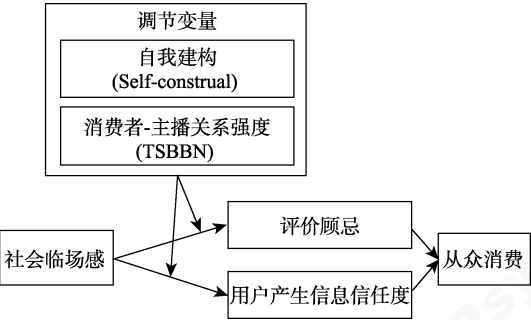 调节变量
自我建构
(Self-construal)
消费者-主播关系强度
(TSBBN)
社会临场感
评价顾忌
用户产生信息信任度
从众消费